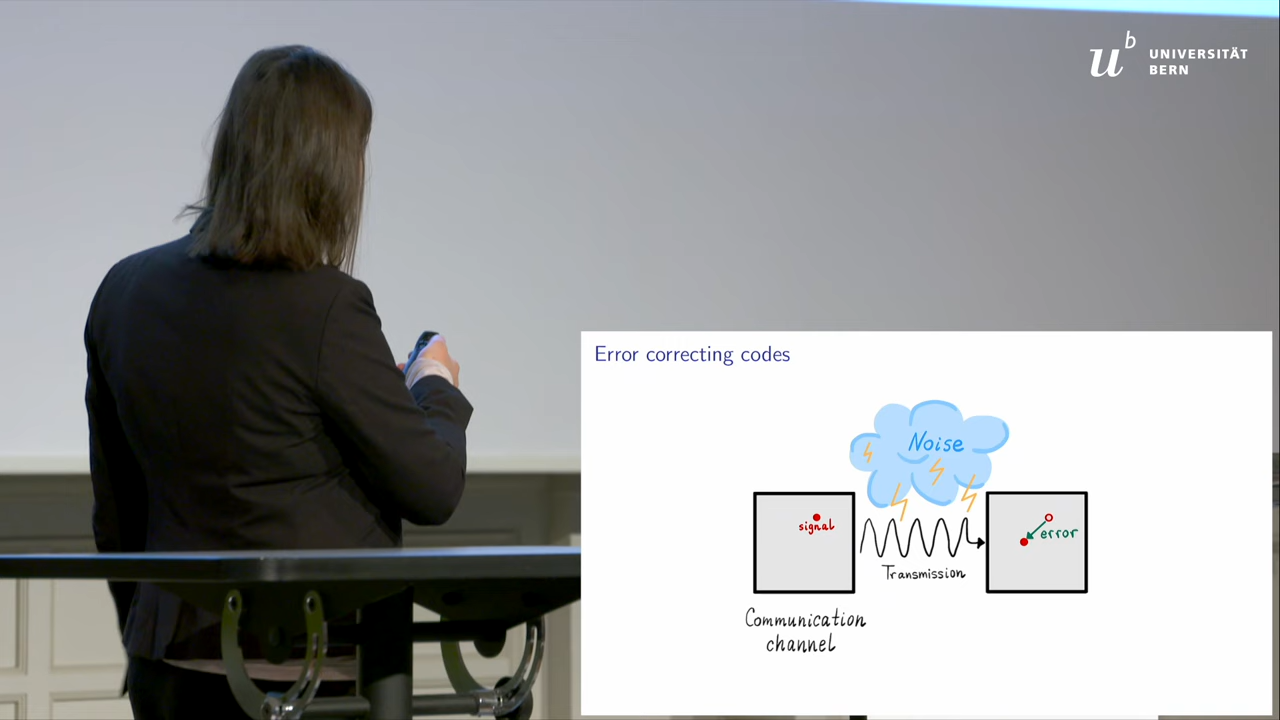 u b
UNIVERSITÄT
BERN
Error correcting codes
Noise
signal
error
Transmission
Communication
channel